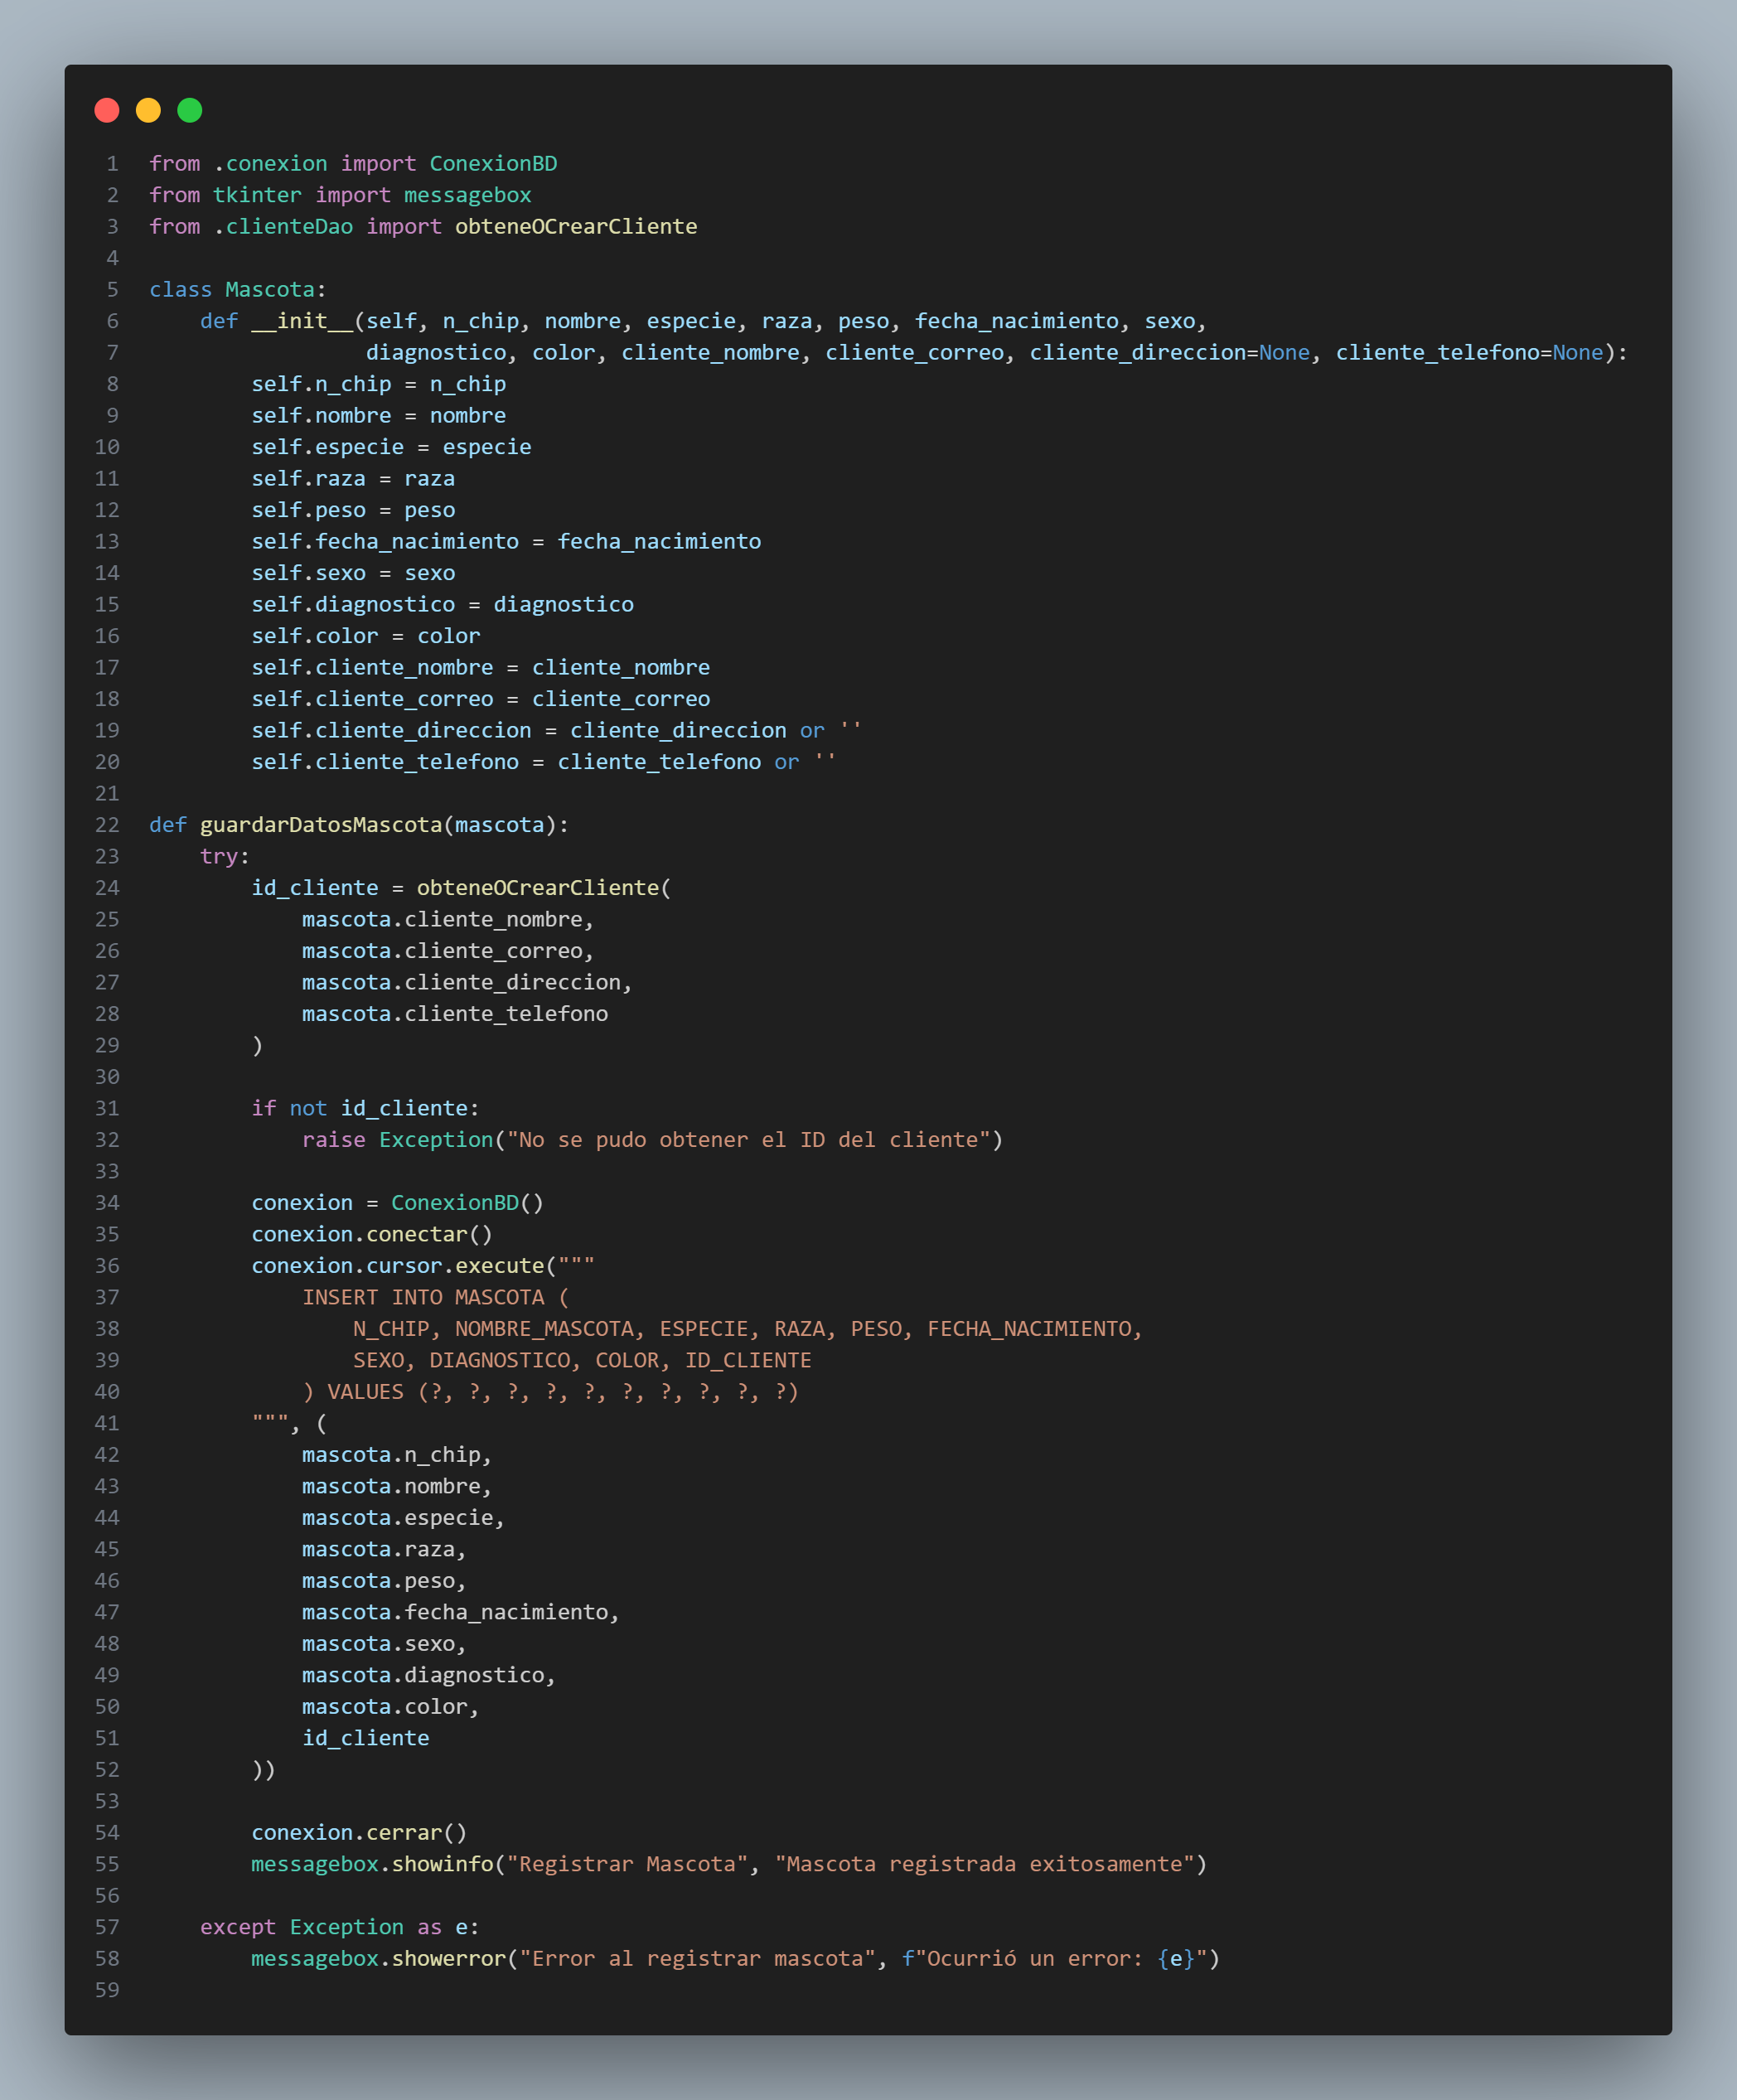 1 from .conexion import ConexionBD
2 from tkinter import messagebox
3 from .clienteDao import obteneOCrearCliente
4
5 class Mascota:
6     def __init__(self, n_chip, nombre, especie, raza, peso, fecha_nacimiento, sexo,
7                  diagnostico, color, cliente_nombre, cliente_correo, cliente_direccion=None, cliente_telefono=None):
8         self.n_chip = n_chip
9         self.nombre = nombre
10         self.especie = especie
11         self.raza = raza
12         self.peso = peso
13         self.fecha_nacimiento = fecha_nacimiento
14         self.sexo = sexo
15         self.diagnostico = diagnostico
16         self.color = color
17         self.cliente_nombre = cliente_nombre
18         self.cliente_correo = cliente_correo
19         self.cliente_direccion = cliente_direccion or ''
20         self.cliente_telefono = cliente_telefono or ''
21
22 def guardarDatosMascota(mascota):
23     try:
24         id_cliente = obteneOCrearCliente(
25             mascota.cliente_nombre,
26             mascota.cliente_correo,
27             mascota.cliente_direccion,
28             mascota.cliente_telefono
29         )
30
31         if not id_cliente:
32             raise Exception("No se pudo obtener el ID del cliente")
33
34         conexion = ConexionBD()
35         conexion.conectar()
36         conexion.cursor.execute("""
37             INSERT INTO MASCOTA (
38                 N_CHIP, NOMBRE_MASCOTA, ESPECIE, RAZA, PESO, FECHA_NACIMIENTO,
39                 SEXO, DIAGNOSTICO, COLOR, ID_CLIENTE
40             ) VALUES (?, ?, ?, ?, ?, ?, ?, ?, ?, ?)
41         """, (
42             mascota.n_chip,
43             mascota.nombre,
44             mascota.especie,
45             mascota.raza,
46             mascota.peso,
47             mascota.fecha_nacimiento,
48             mascota.sexo,
49             mascota.diagnostico,
50             mascota.color,
51             id_cliente
52         ))
53
54         conexion.cerrar()
55         messagebox.showinfo("Registrar Mascota", "Mascota registrada exitosamente")
56
57     except Exception as e:
58         messagebox.showerror("Error al registrar mascota", f"Ocurrió un error: {e}")
59